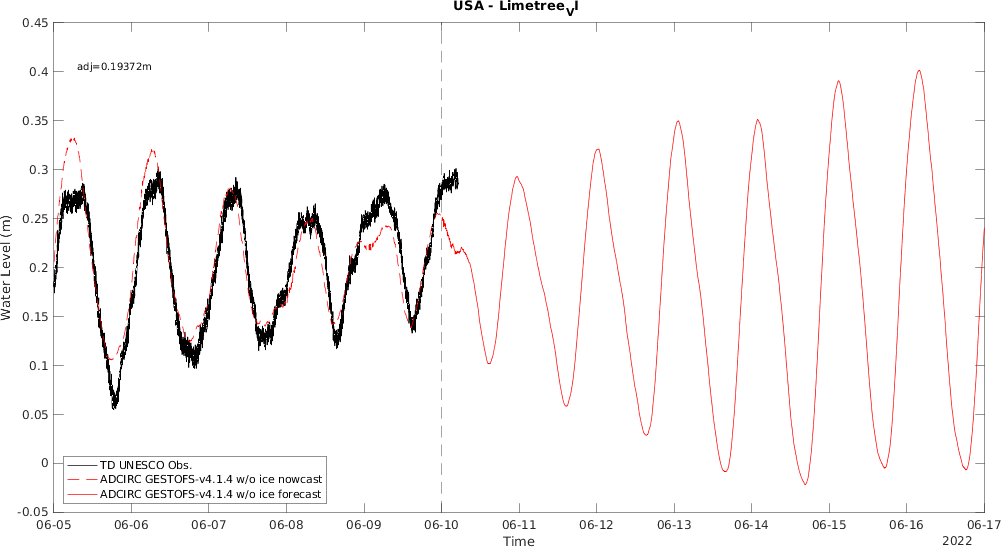 USA - Limetree_VI
0.45
0.4
0.35
0.3
0.25
0.2
0.15
0.1
0.05
0
-0.05
Water Level (m)
adj=0.19372m
TD UNESCO Obs.
ADCIRC GESTOFS-v4.1.4 w/o ice nowcast
ADCIRC GESTOFS-v4.1.4 w/o ice forecast
06-05 06-06 06-07 06-08 06-09 06-10 06-11 06-12 06-13 06-14 06-15 06-16 06-17
Time
2022